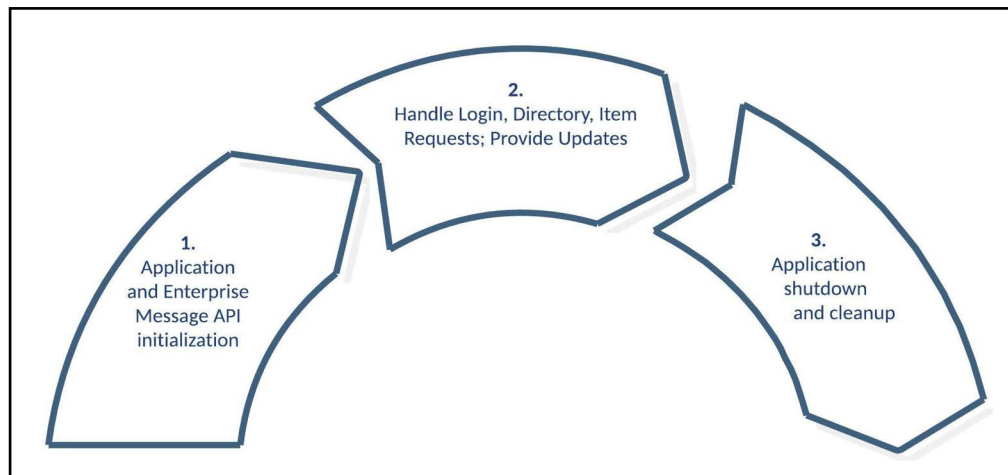 1.
Application
and Enterprise
Message API
initialization
2.
Handle Login, Directory, Item
Requests; Provide Updates
3.
Application
shutdown
and cleanup